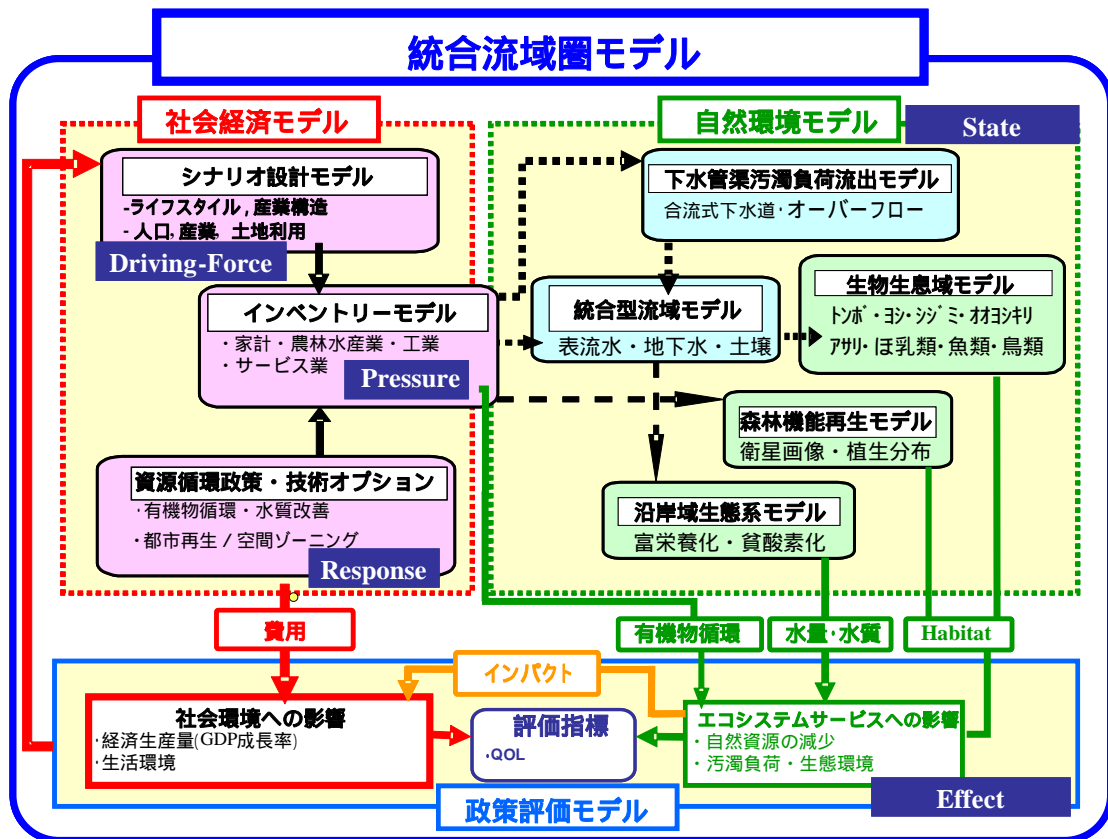 統合流域圏モデル
社会経済モデル
シナリオ設計モデル
-ライフスタイル , 産業構造
- 人口, 産業, 土地利用
Driving-Force
インベントリーモデル
・家計・農林水産業・工業
・サービス業
Pressure
資源循環政策・技術オプション
・有機物循環・水質改善
・都市再生 / 空間ゾーニング
Response
自然環境モデル
State
下水管渠汚濁負荷流出モデル
合流式下水道・オーバーフロー
統合型流域モデル
表流水・地下水・土壌
生物生息域モデル
トンボ・ヨシ・シジミ・オオヨシキリ
アサリ・ほ乳類・魚類・鳥類
森林機能再生モデル
衛星画像・植生分布
沿岸域生態系モデル
富栄養化・貧酸素化
費用
有機物循環
水量・水質
Habitat
インパクト
社会環境への影響
・経済生産量(GDP成長率)
・生活環境
評価指標
・QOL
エコシステムサービスへの影響
・自然資源の減少
・汚濁負荷・生態環境
Effect
政策評価モデル